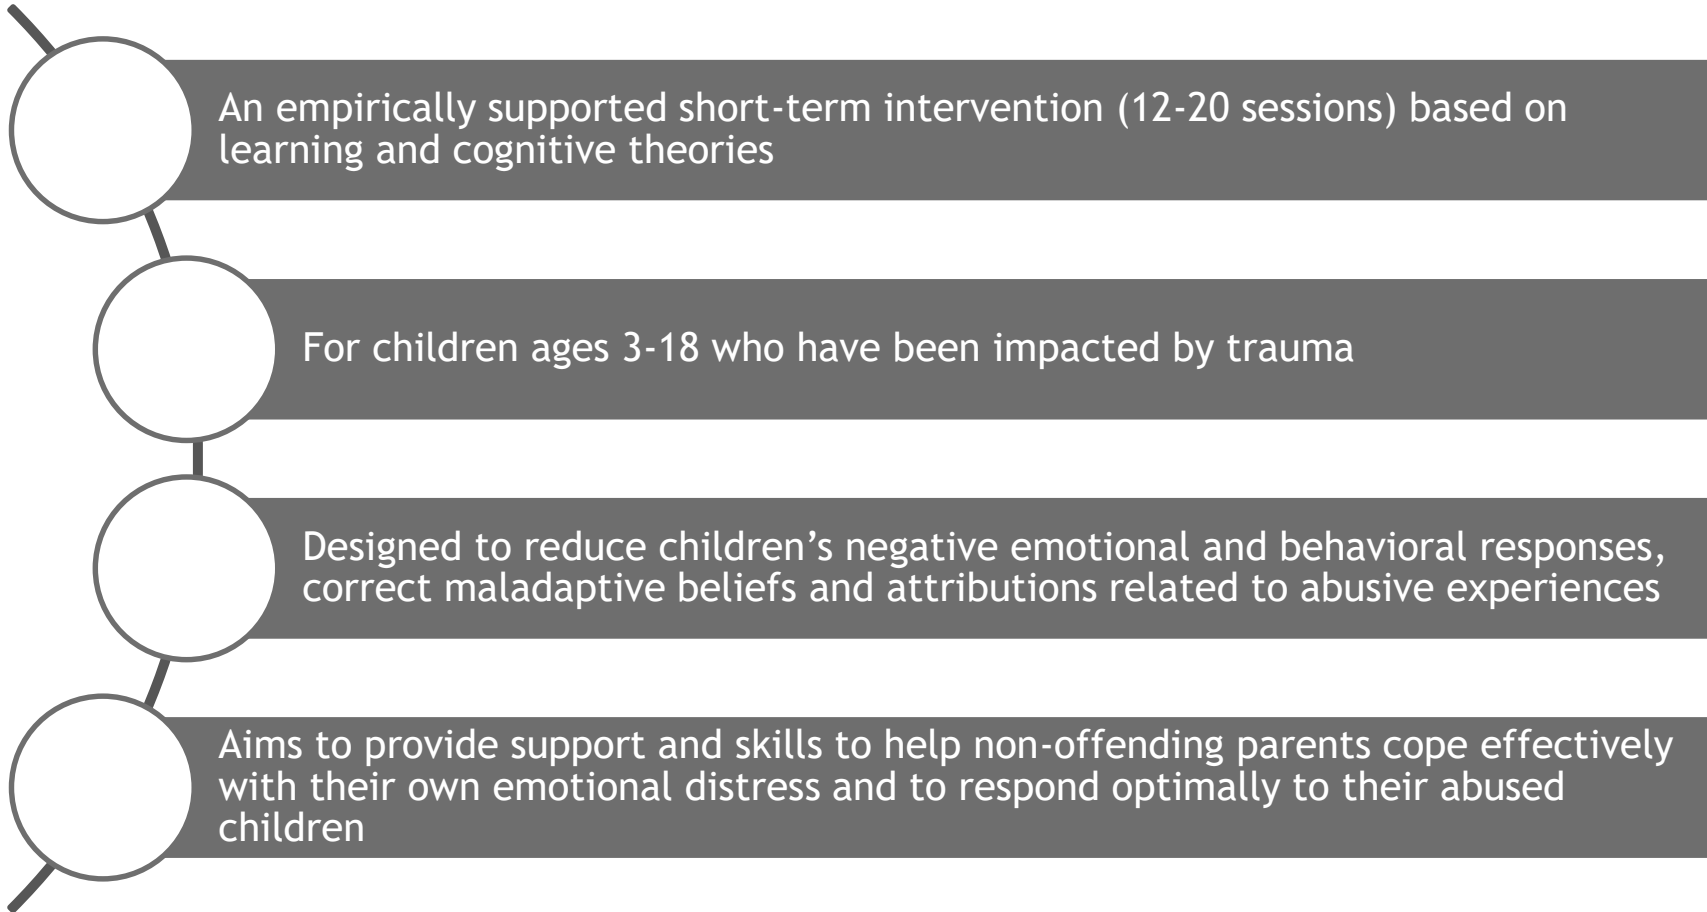 An empirically supported short-term intervention (12-20 sessions) based on
learning and cognitive theories
For children ages 3-18 who have been impacted by trauma
Designed to reduce children’s negative emotional and behavioral responses,
correct maladaptive beliefs and attributions related to abusive experiences
Aims to provide support and skills to help non-offending parents cope effectively
with their own emotional distress and to respond optimally to their abused
children